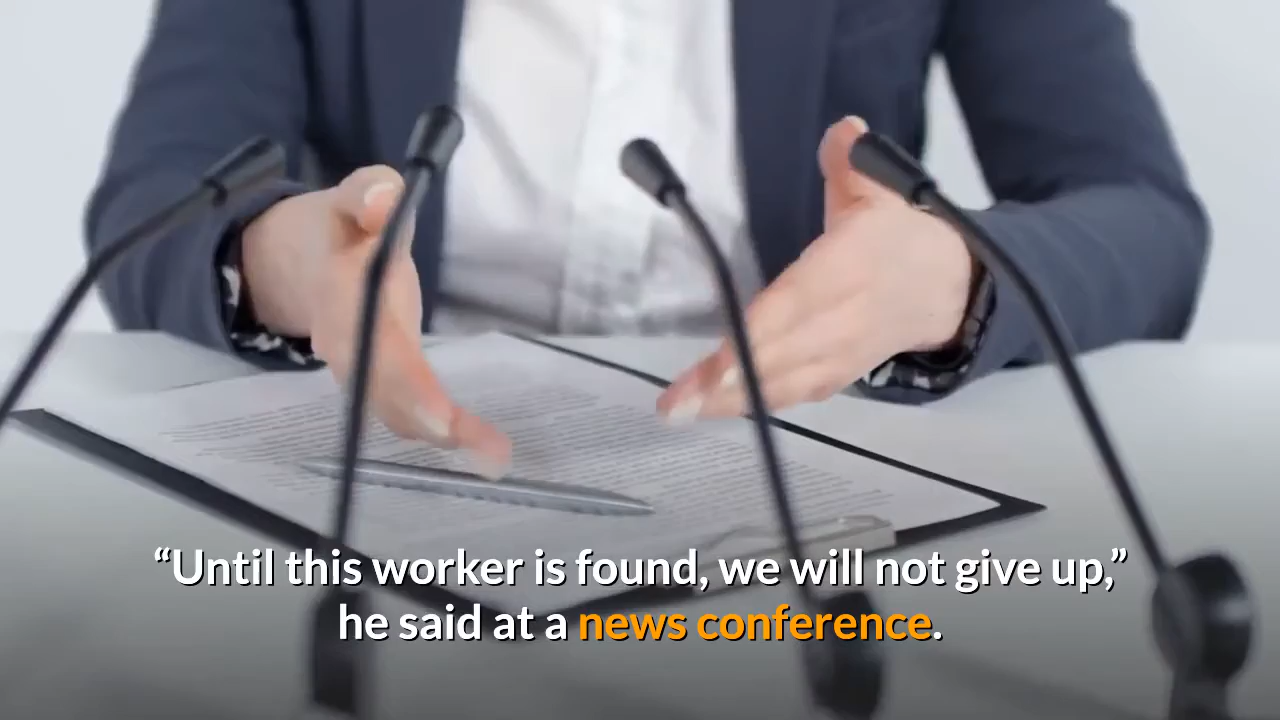 “Until this worker is found, we will not give up,”
he said at a news conference.